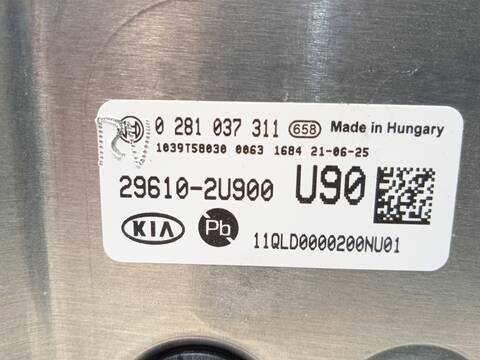 0 281 037 311 658 Made in Hungary
1039T58030 0063 1684 21-06-25
29610-2U900 U90
KIA Pb 11QLD0000200NU01